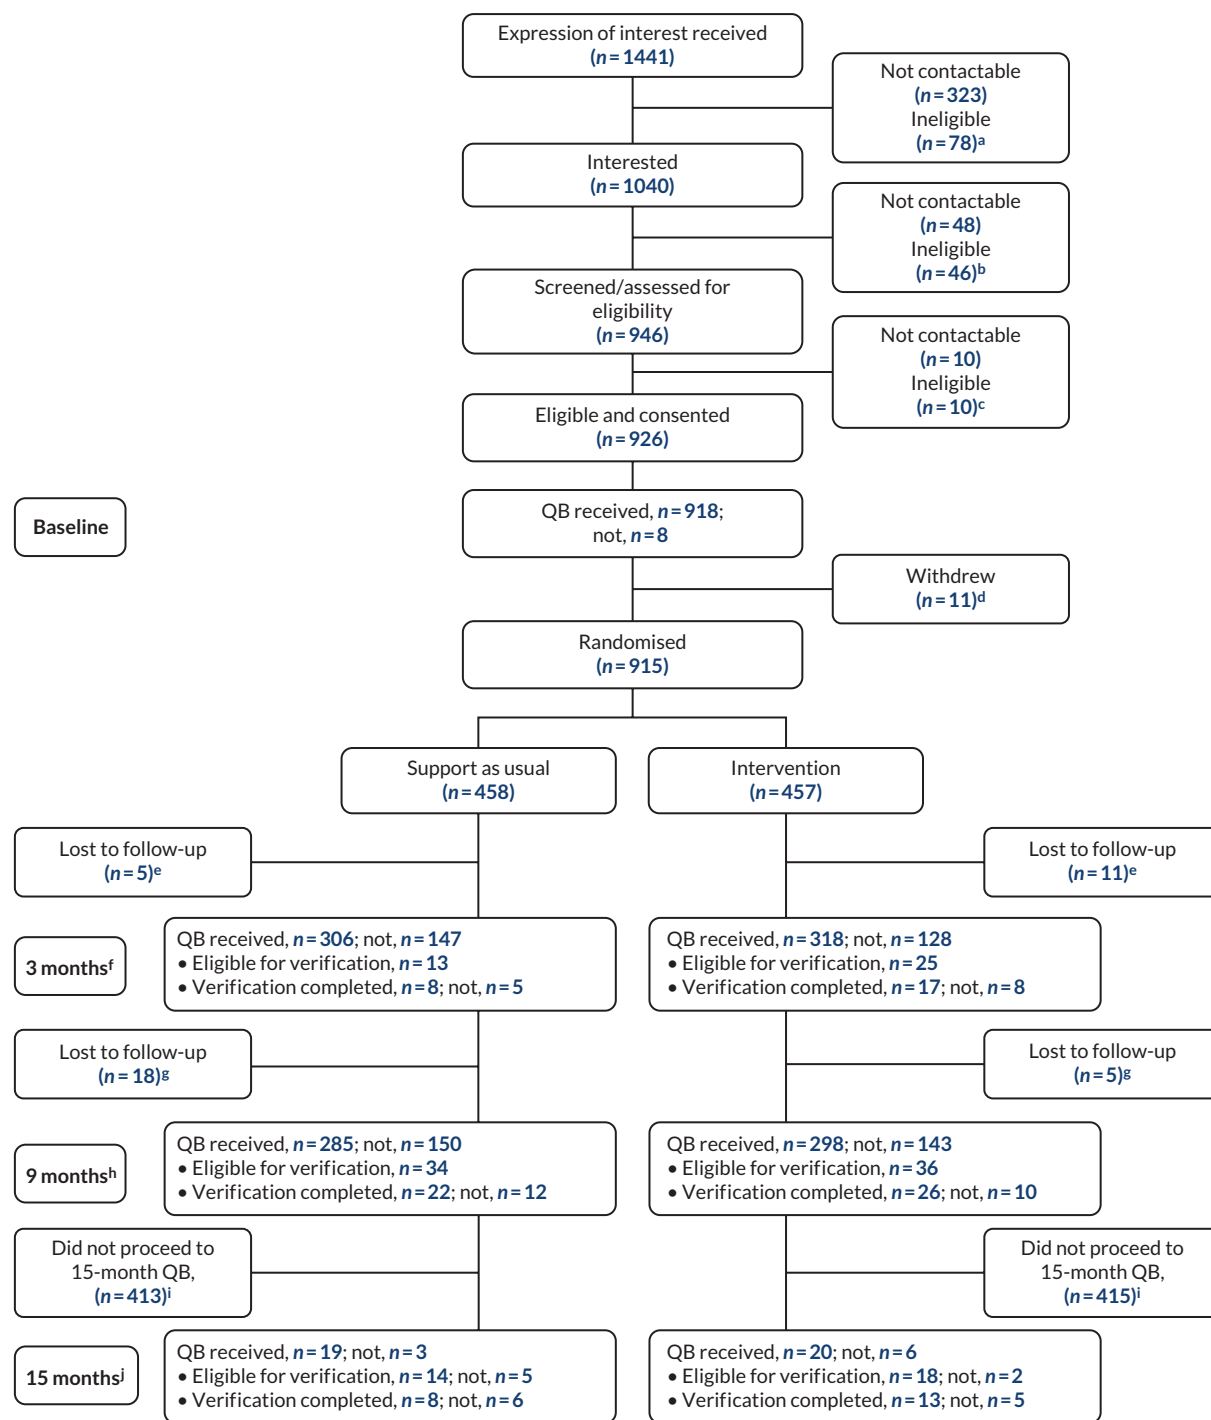 Expression of interest received
(n=1441)
Not contactable
(n=323)
Ineligible
(n=78)a
Interested
(n=1040)
Not contactable
(n=48)
Ineligible
(n=46)b
Screened/assessed for
eligibility
(n=946)
Not contactable
(n=10)
Ineligible
(n=10)c
Eligible and consented
(n=926)
Baseline
QB received, n=918;
not, n=8
Withdrew
(n=11)d
Randomised
(n=915)
Support as usual
(n=458)
Intervention
(n=457)
Lost to follow-up
(n=5)e
Lost to follow-up
(n=11)e
3 monthsf
QB received, n=306; not, n=147
• Eligible for verification, n=13
• Verification completed, n=8; not, n=5
QB received, n=318; not, n=128
• Eligible for verification, n=25
• Verification completed, n=17; not, n=8
Lost to follow-up
(n=18)g
Lost to follow-up
(n=5)g
9 monthsh
QB received, n=285; not, n=150
• Eligible for verification, n=34
• Verification completed, n=22; not, n=12
QB received, n=298; not, n=143
• Eligible for verification, n=36
• Verification completed, n=26; not, n=10
Did not proceed to
15-month QB,
(n=413)i
Did not proceed to
15-month QB,
(n=415)i
15 monthsj
QB received, n=19; not, n=3
• Eligible for verification, n=14; not, n=5
• Verification completed, n=8; not, n=6
QB received, n=20; not, n=6
• Eligible for verification, n=18; not, n=2
• Verification completed, n=13; not, n=5